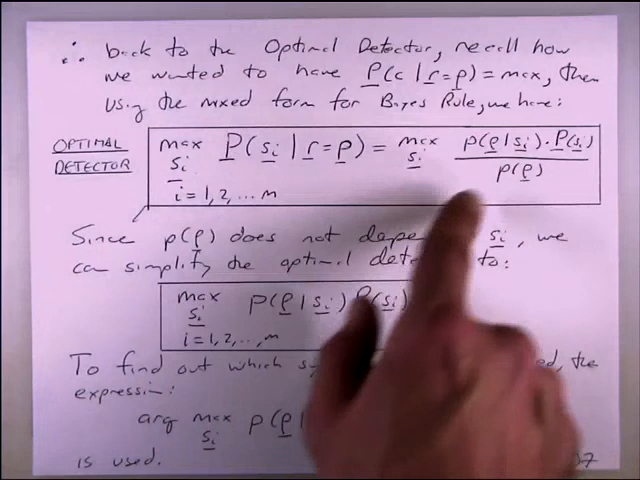 ∴ back to the Optimal Detector, recall how
we wanted to have P(c | r = ρ) = max, then
using the mixed form for Bayes Rule, we have:
OPTIMAL DETECTOR
max P(si | r = ρ) = max p(ρ | si) · P(si)
si si p(ρ)
i = 1, 2, ... m
Since p(ρ) does not depe si, we
can simplify the optimal dete to:
max p(ρ | si) P(si)
si
i = 1, 2, ..., m
To find out which ed, the
expression:
arg max p(ρ |
si
is used.